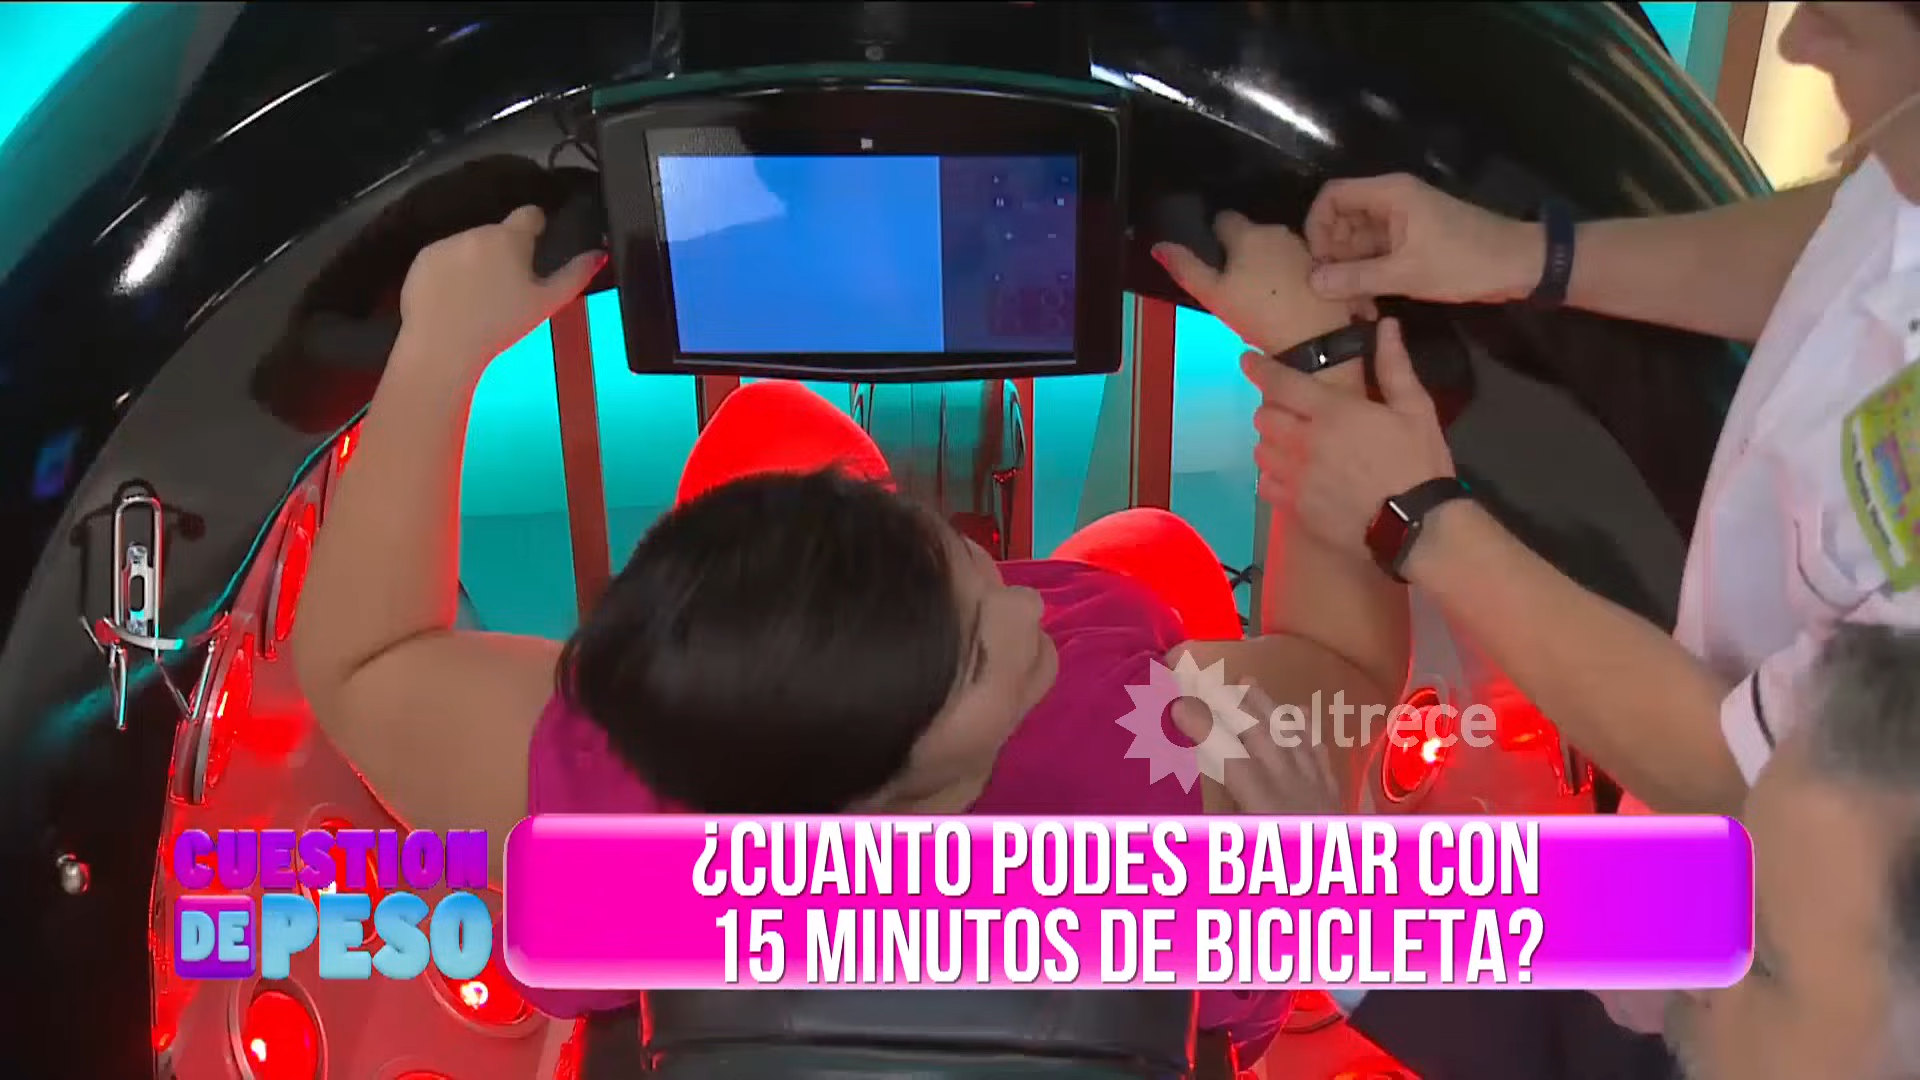 eltrece
CUESTION
DE PESO
¿CUANTO PODES BAJAR CON
15 MINUTOS DE BICICLETA?